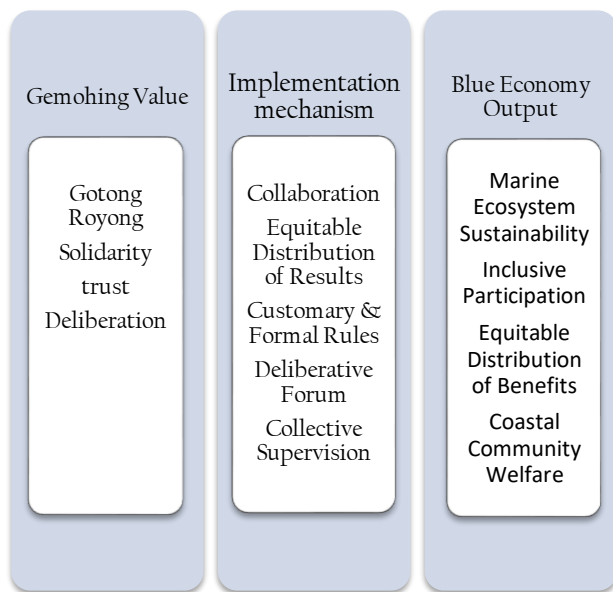 Gemohing Value
Gotong
Royong
Solidarity
trust
Deliberation
Implementation
mechanism
Collaboration
Equitable
Distribution
of Results
Customary &
Formal Rules
Deliberative
Forum
Collective
Supervision
Blue Economy
Output
Marine
Ecosystem
Sustainability
Inclusive
Participation
Equitable
Distribution
of Benefits
Coastal
Community
Welfare